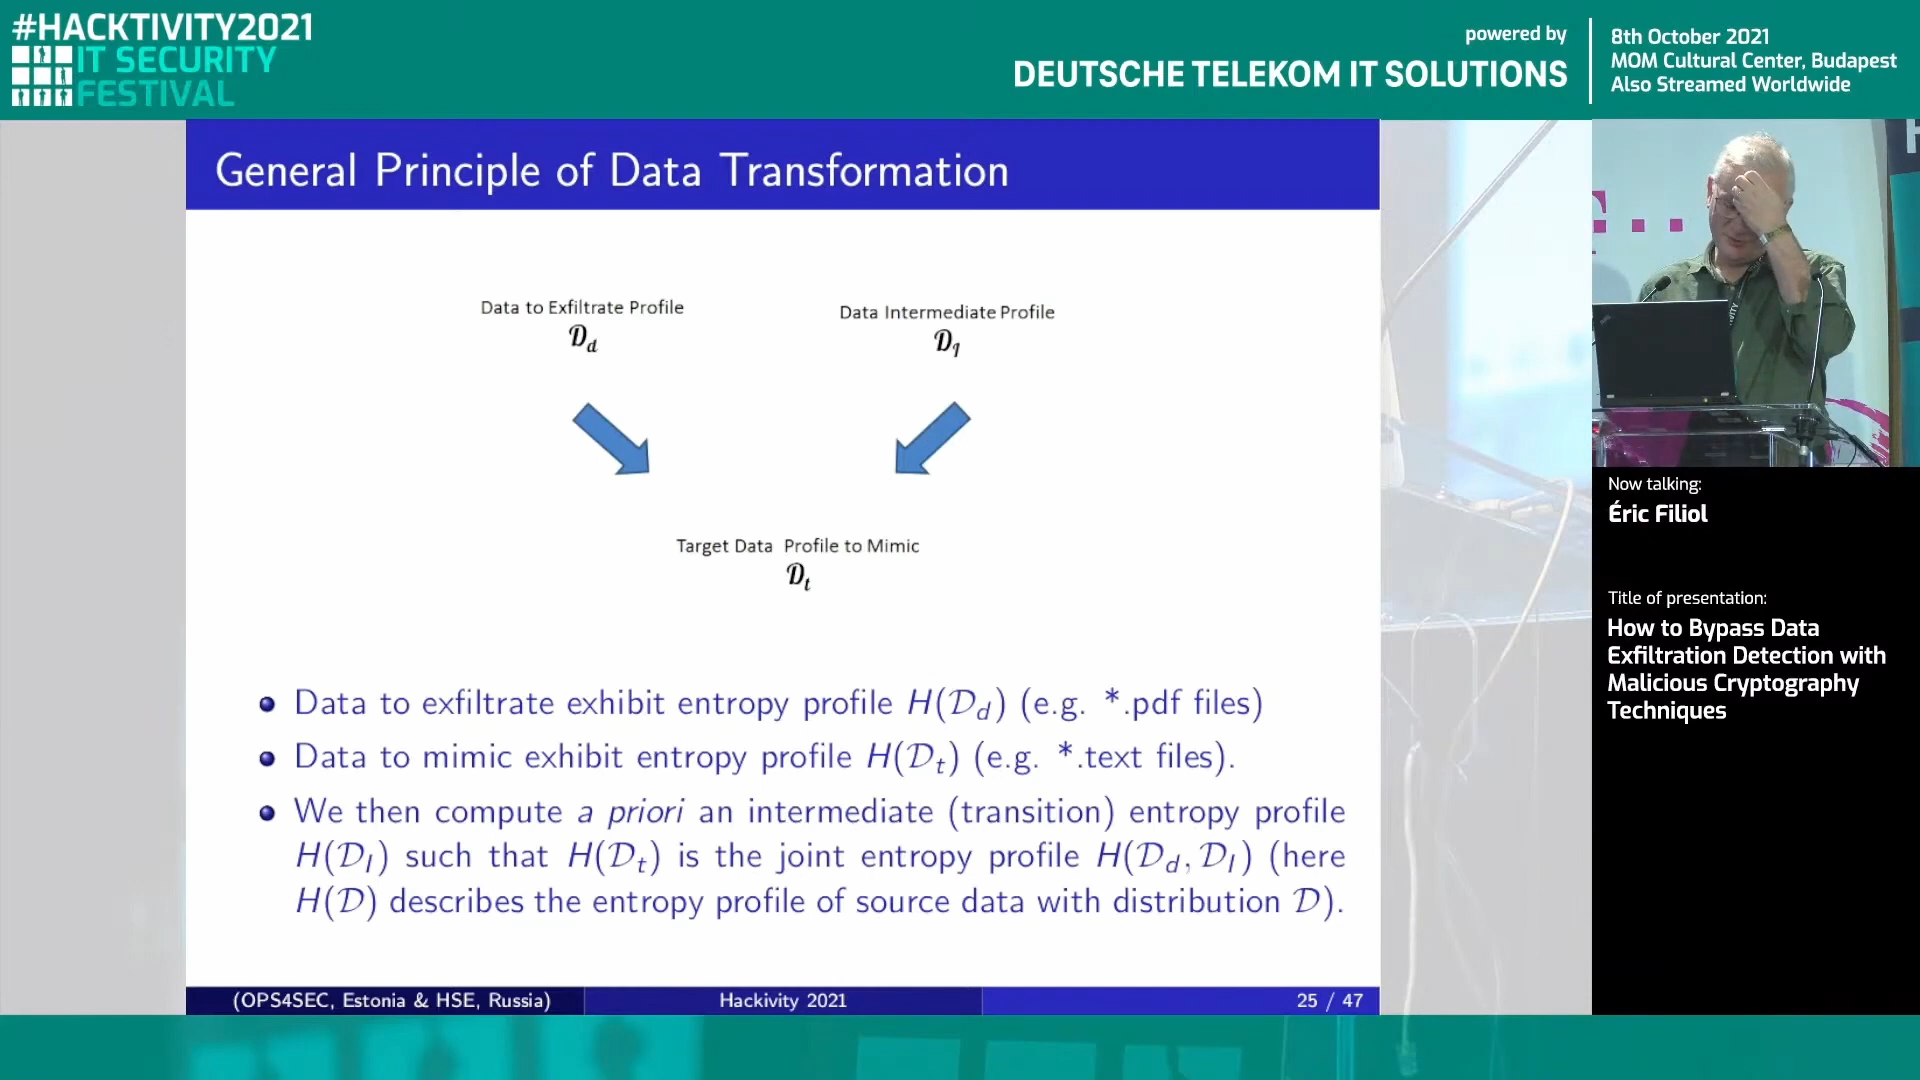 #HACKTIVITY2021
IT SECURITY
FESTIVAL
powered by
DEUTSCHE TELEKOM IT SOLUTIONS
8th October 2021
MOM Cultural Center, Budapest
Also Streamed Worldwide
General Principle of Data Transformation
Data to Exfiltrate Profile
𝒟d
Data Intermediate Profile
𝒟I
Target Data Profile to Mimic
𝒟t
Data to exfiltrate exhibit entropy profile H(𝒟d) (e.g. *.pdf files)
Data to mimic exhibit entropy profile H(𝒟t) (e.g. *.text files).
We then compute a priori an intermediate (transition) entropy profile
H(𝒟I) such that H(𝒟t) is the joint entropy profile H(𝒟d, 𝒟I) (here
H(𝒟) describes the entropy profile of source data with distribution 𝒟).
(OPS4SEC, Estonia & HSE, Russia)
Hackivity 2021
25 / 47
Now talking:
Éric Filiol
Title of presentation:
How to Bypass Data
Exfiltration Detection with
Malicious Cryptography
Techniques